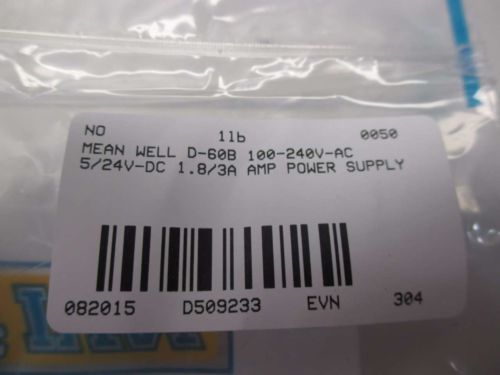 NO 11b 0050
MEAN WELL D-60B 100-240V-AC
5/24V-DC 1.8/3A AMP POWER SUPPLY
082015 D509233 EVN 304